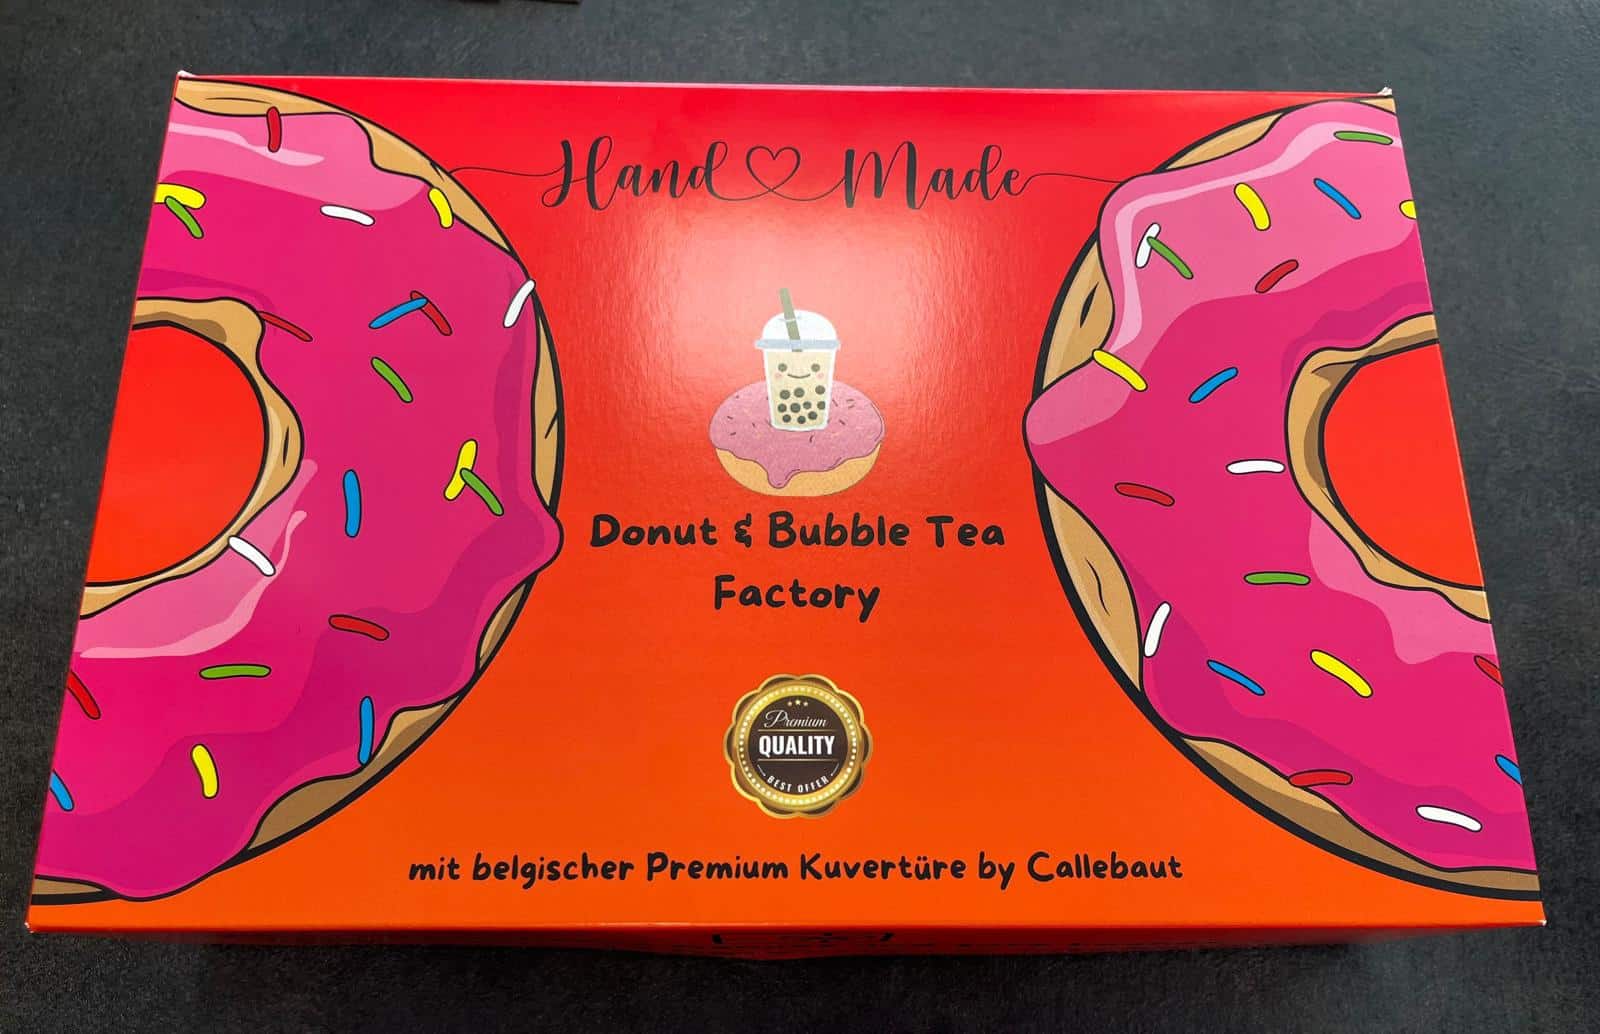 Hand Made
Donut & Bubble Tea
Factory
Premium
QUALITY
BEST OFFER
mit belgischer Premium Kuvertüre by Callebaut